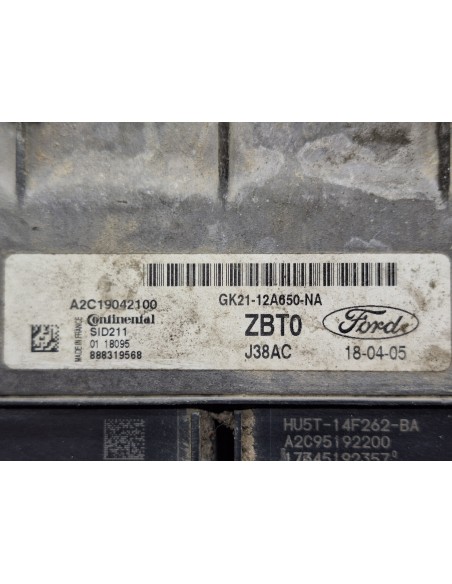 A2C19042100
GK21-12A650-NA
MADE IN FRANCE
Continental
SID211
01 18095
888319568
ZBT0
Ford
J38AC
18-04-05
HU5T-14F262-BA
A2C95192200
17345192357